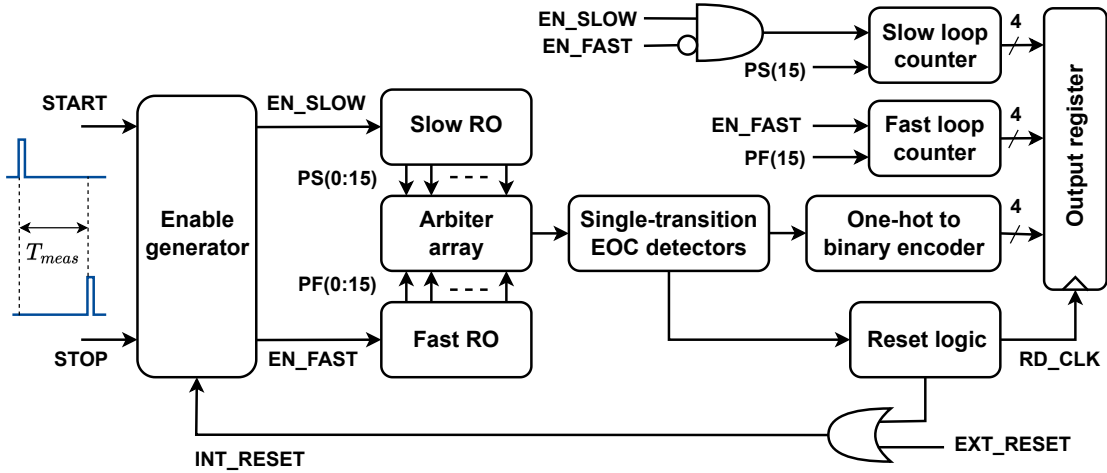 EN_SLOW
EN_FAST
PS(15)
Slow loop
counter
4
Output register
START
EN_SLOW
Slow RO
EN_FAST
PF(15)
Fast loop
counter
4
PS(0:15)
Enable
generator
Arbiter
array
Single-transition
EOC detectors
One-hot to
binary encoder
4
T_meas
PF(0:15)
STOP
EN_FAST
Fast RO
Reset logic
RD_CLK
INT_RESET
EXT_RESET